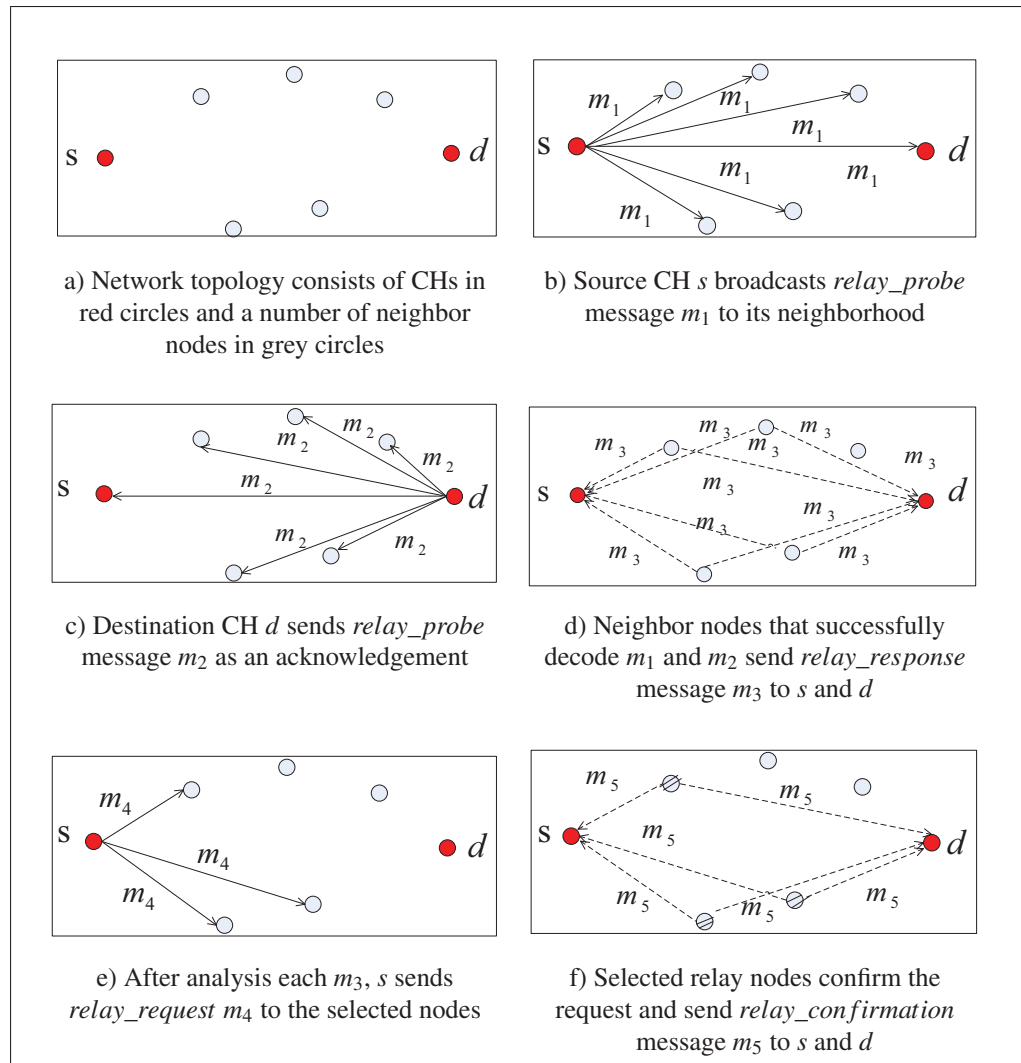 s
d
a) Network topology consists of CHs in
red circles and a number of neighbor
nodes in grey circles
m1
m1
m1
s
d
m1
m1
m1
b) Source CH s broadcasts relay_probe
message m1 to its neighborhood
m2
m2
m2
s
m2
d
m2
m2
c) Destination CH d sends relay_probe
message m2 as an acknowledgement
m3
m3
m3
m3
m3
s
m3
d
m3
m3
m3
m3
d) Neighbor nodes that successfully
decode m1 and m2 send relay_response
message m3 to s and d
m4
s
m4
d
m4
e) After analysis each m3, s sends
relay_request m4 to the selected nodes
m5
m5
s
m5
d
m5
m5
m5
f) Selected relay nodes confirm the
request and send relay_confirmation
message m5 to s and d